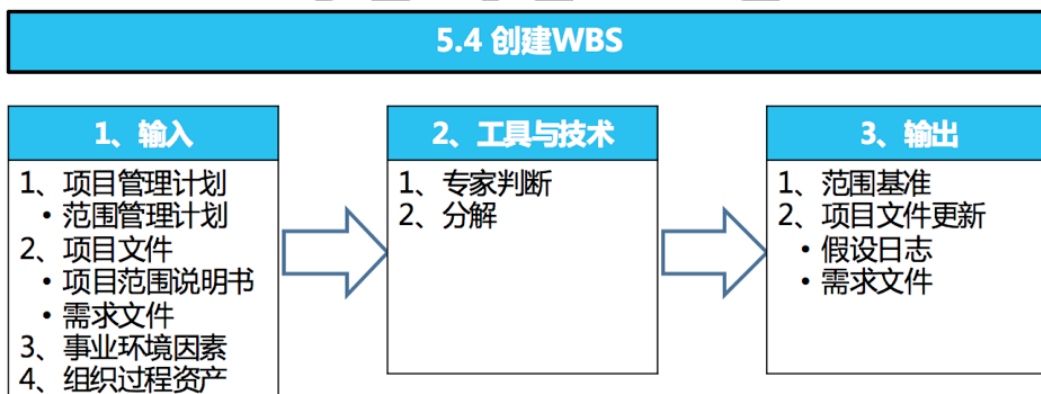 5.4 创建WBS
1、输入
1、项目管理计划
• 范围管理计划
2、项目文件
• 项目范围说明书
• 需求文件
3、事业环境因素
4、组织过程资产
2、工具与技术
1、专家判断
2、分解
3、输出
1、范围基准
2、项目文件更新
• 假设日志
• 需求文件